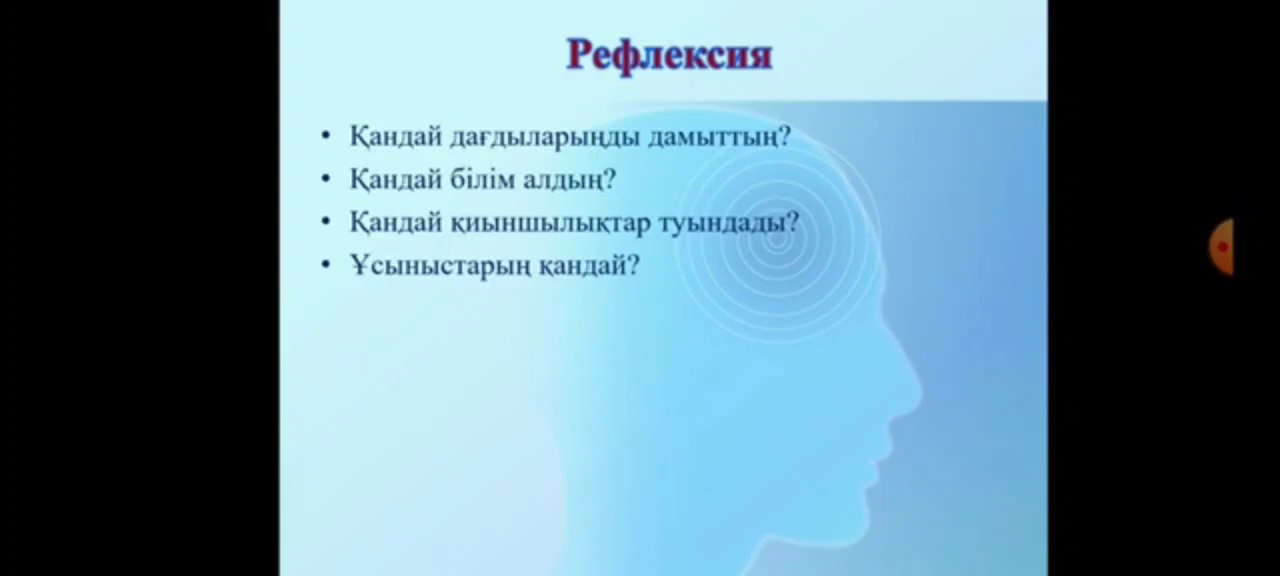 Рефлексия
• Қандай дағдыларыңды дамыттың?
• Қандай білім алдың?
• Қандай қиыншылықтар туындады?
• Ұсыныстарың қандай?